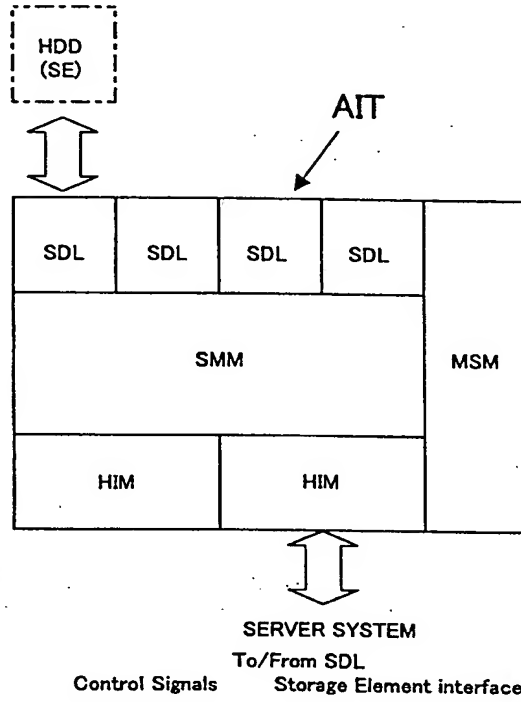 HDD
(SE)
AIT
SDL SDL SDL SDL
SMM
MSM
HIM HIM
SERVER SYSTEM
To/From SDL
Control Signals Storage Element interface